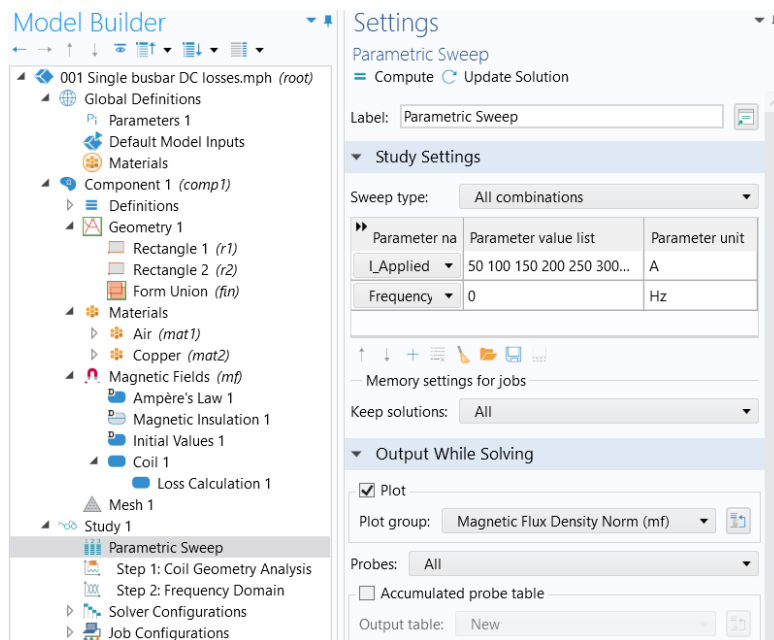 Model Builder
001 Single busbar DC losses.mph (root)
Global Definitions
Pi Parameters 1
Default Model Inputs
Materials
Component 1 (comp1)
Definitions
Geometry 1
Rectangle 1 (r1)
Rectangle 2 (r2)
Form Union (fin)
Materials
Air (mat1)
Copper (mat2)
Magnetic Fields (mf)
D Ampère's Law 1
D Magnetic Insulation 1
D Initial Values 1
Coil 1
Loss Calculation 1
Mesh 1
Study 1
Parametric Sweep
Step 1: Coil Geometry Analysis
Step 2: Frequency Domain
Solver Configurations
Job Configurations
Settings
Parametric Sweep
= Compute Update Solution
Label: Parametric Sweep
Study Settings
Sweep type: All combinations
Parameter na Parameter value list Parameter unit
I_Applied 50 100 150 200 250 300... A
Frequency 0 Hz
Memory settings for jobs
Keep solutions: All
Output While Solving
Plot
Plot group: Magnetic Flux Density Norm (mf)
Probes: All
Accumulated probe table
Output table: New